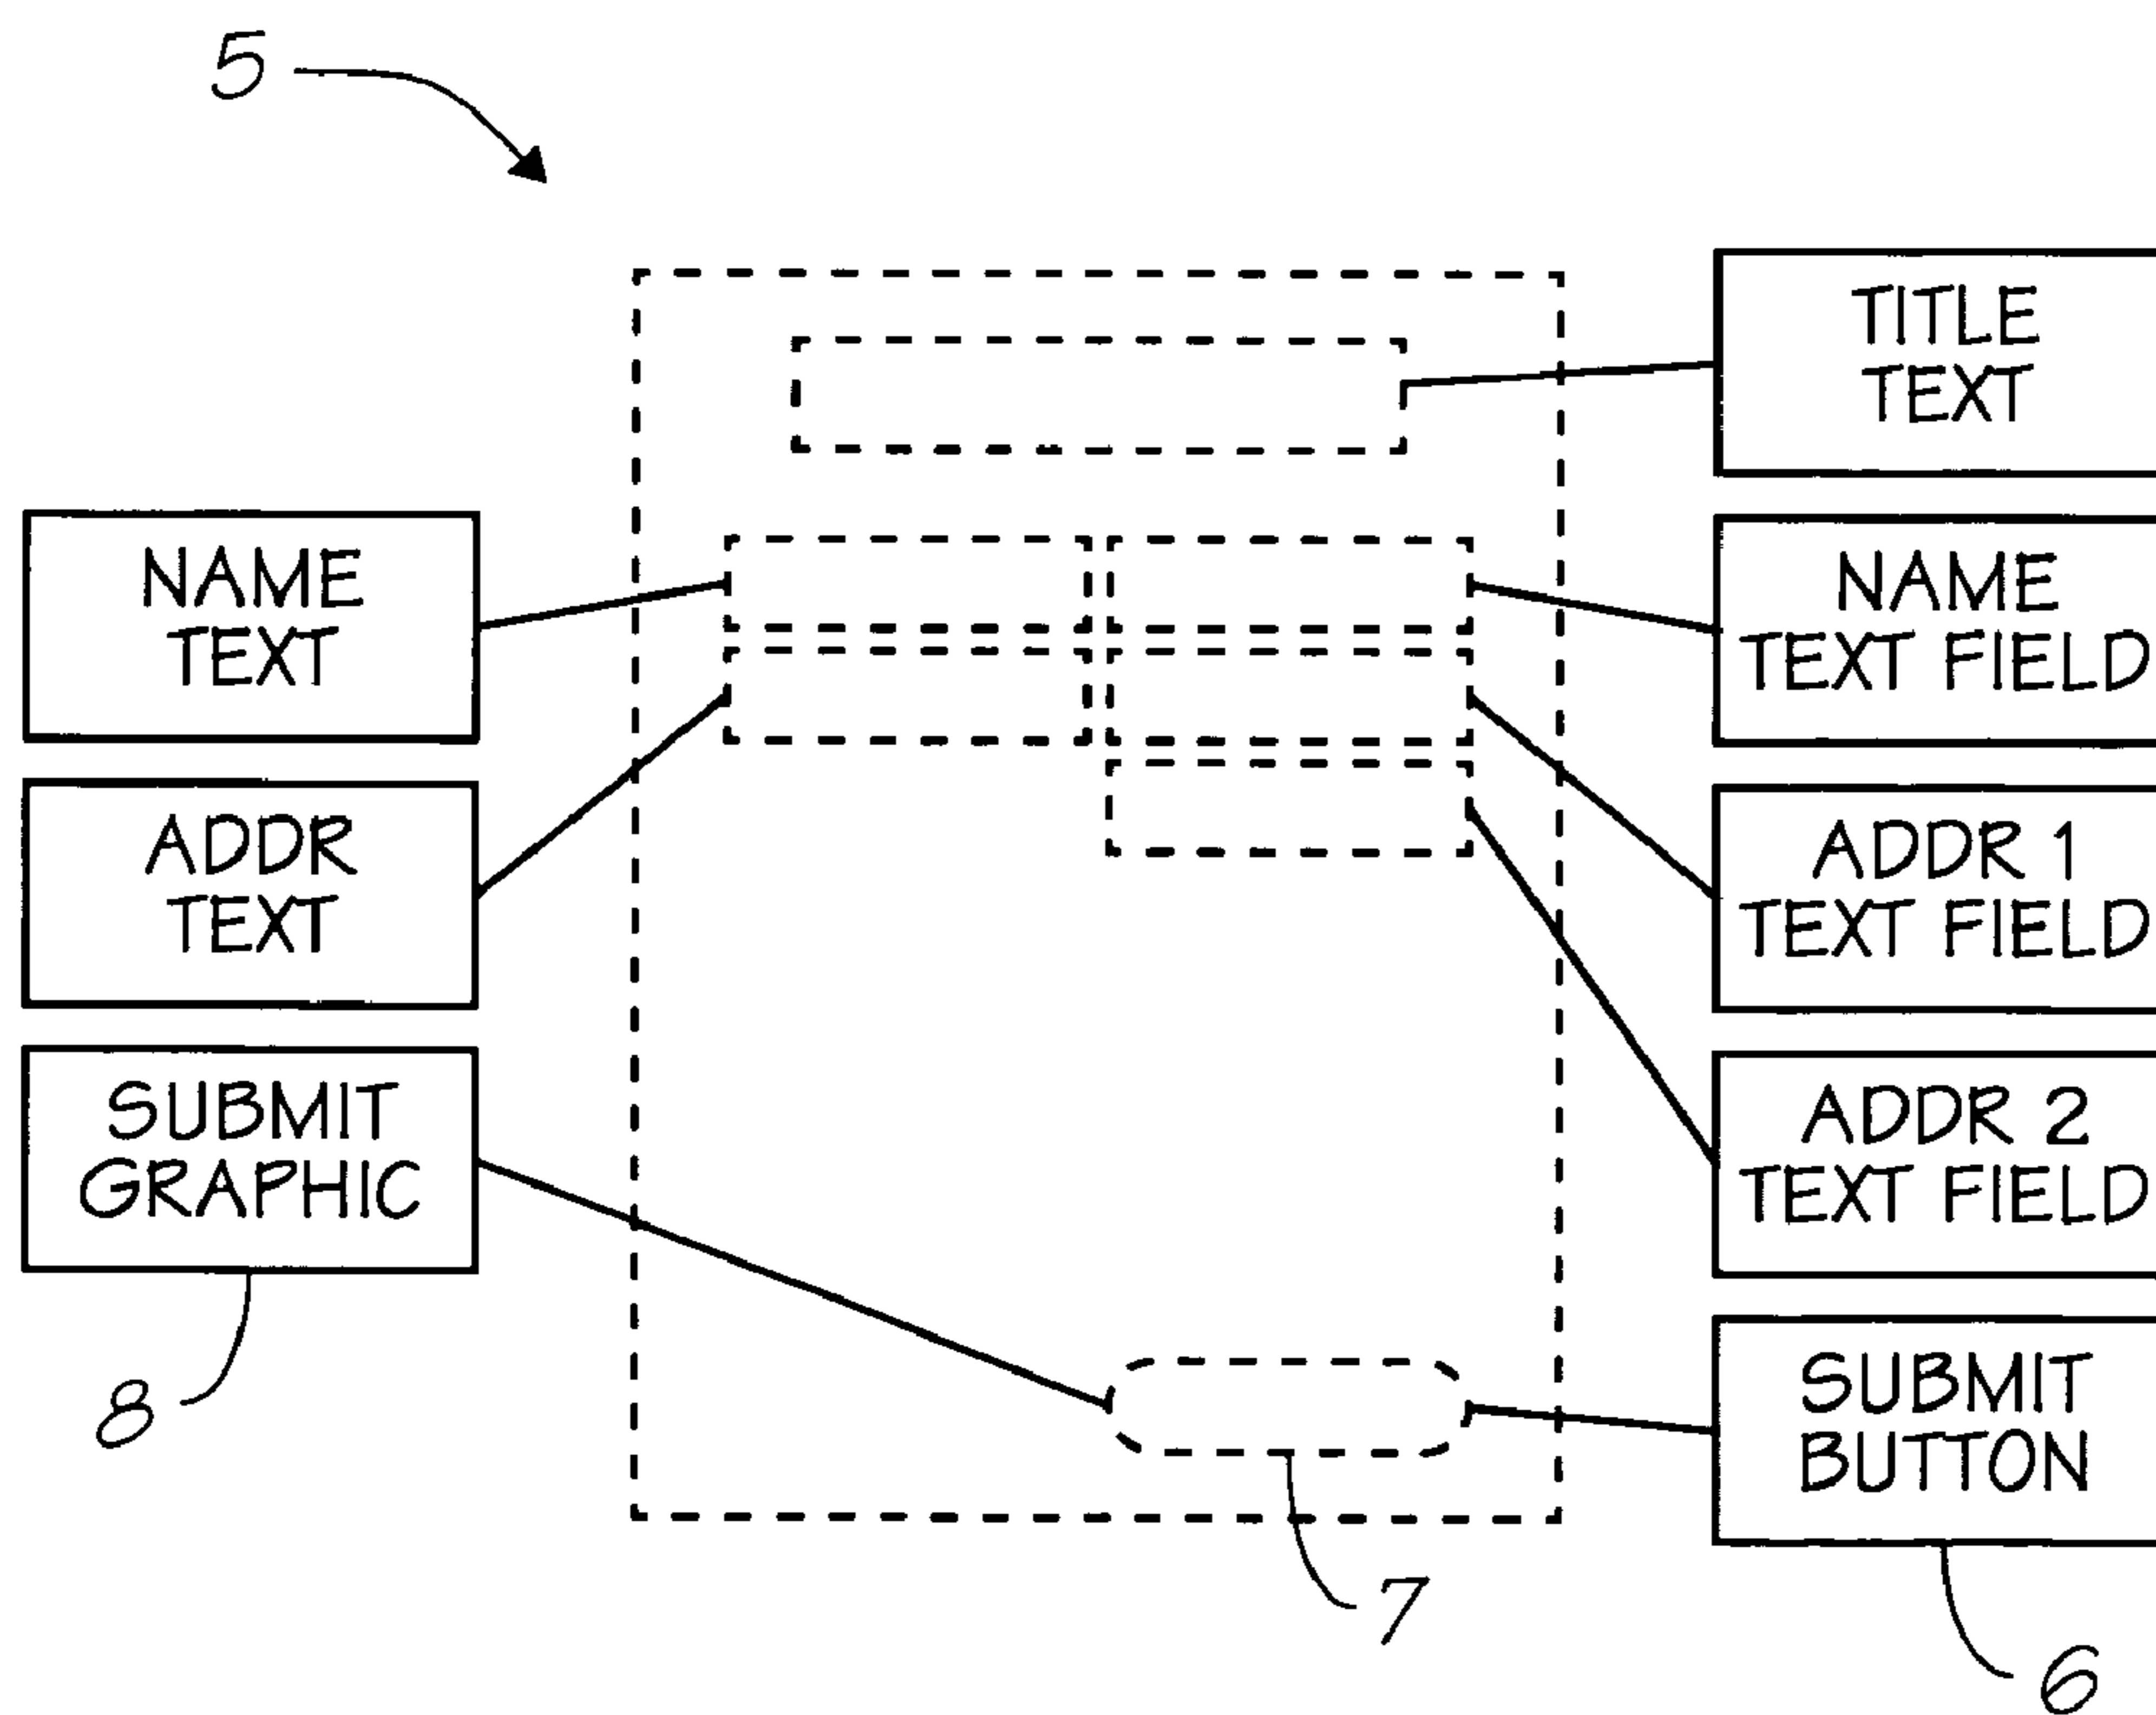 5
TITLE
TEXT
NAME
TEXT
NAME
TEXT FIELD
ADDR
TEXT
ADDR 1
TEXT FIELD
SUBMIT
GRAPHIC
ADDR 2
TEXT FIELD
8
SUBMIT
BUTTON
7
6